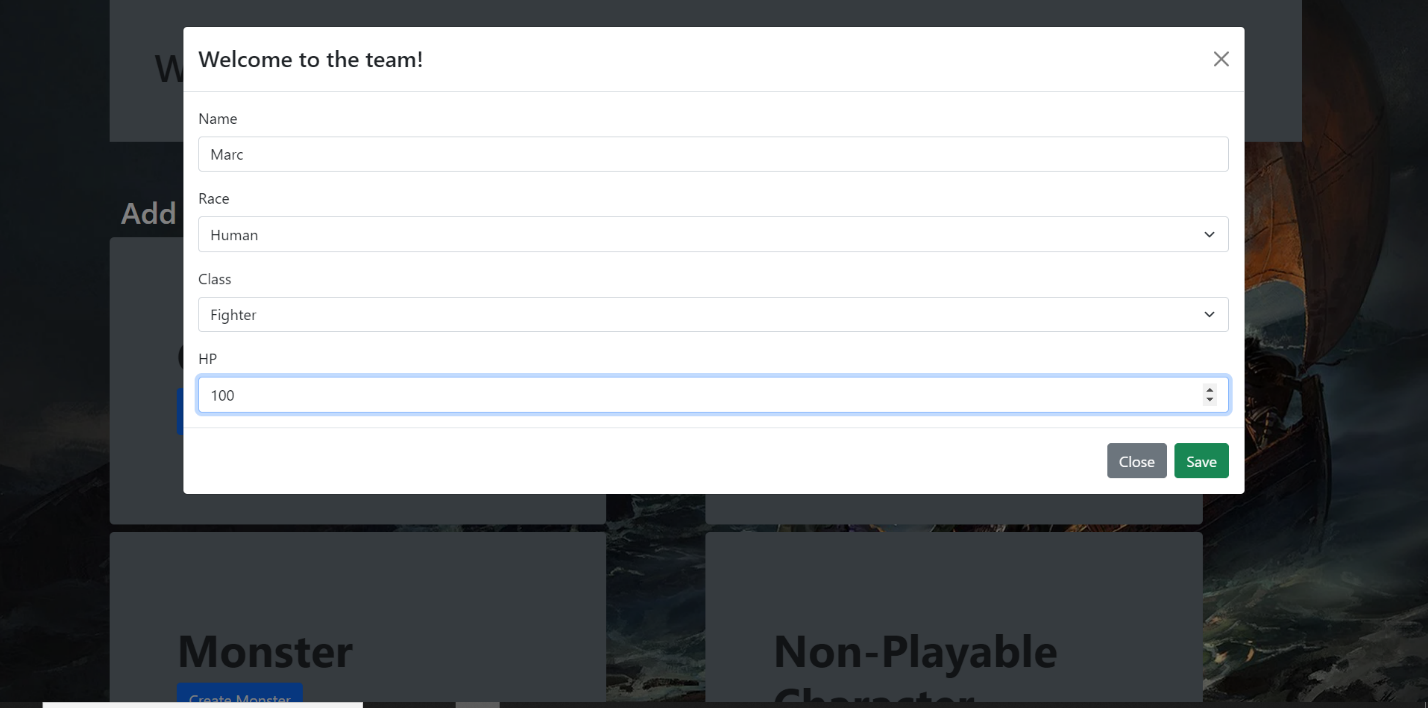 Welcome to the team!
Name
Marc
Race
Human
Add
Class
Fighter
HP
100
Close
Save
Monster
Non-Playable
Create Monster
Character